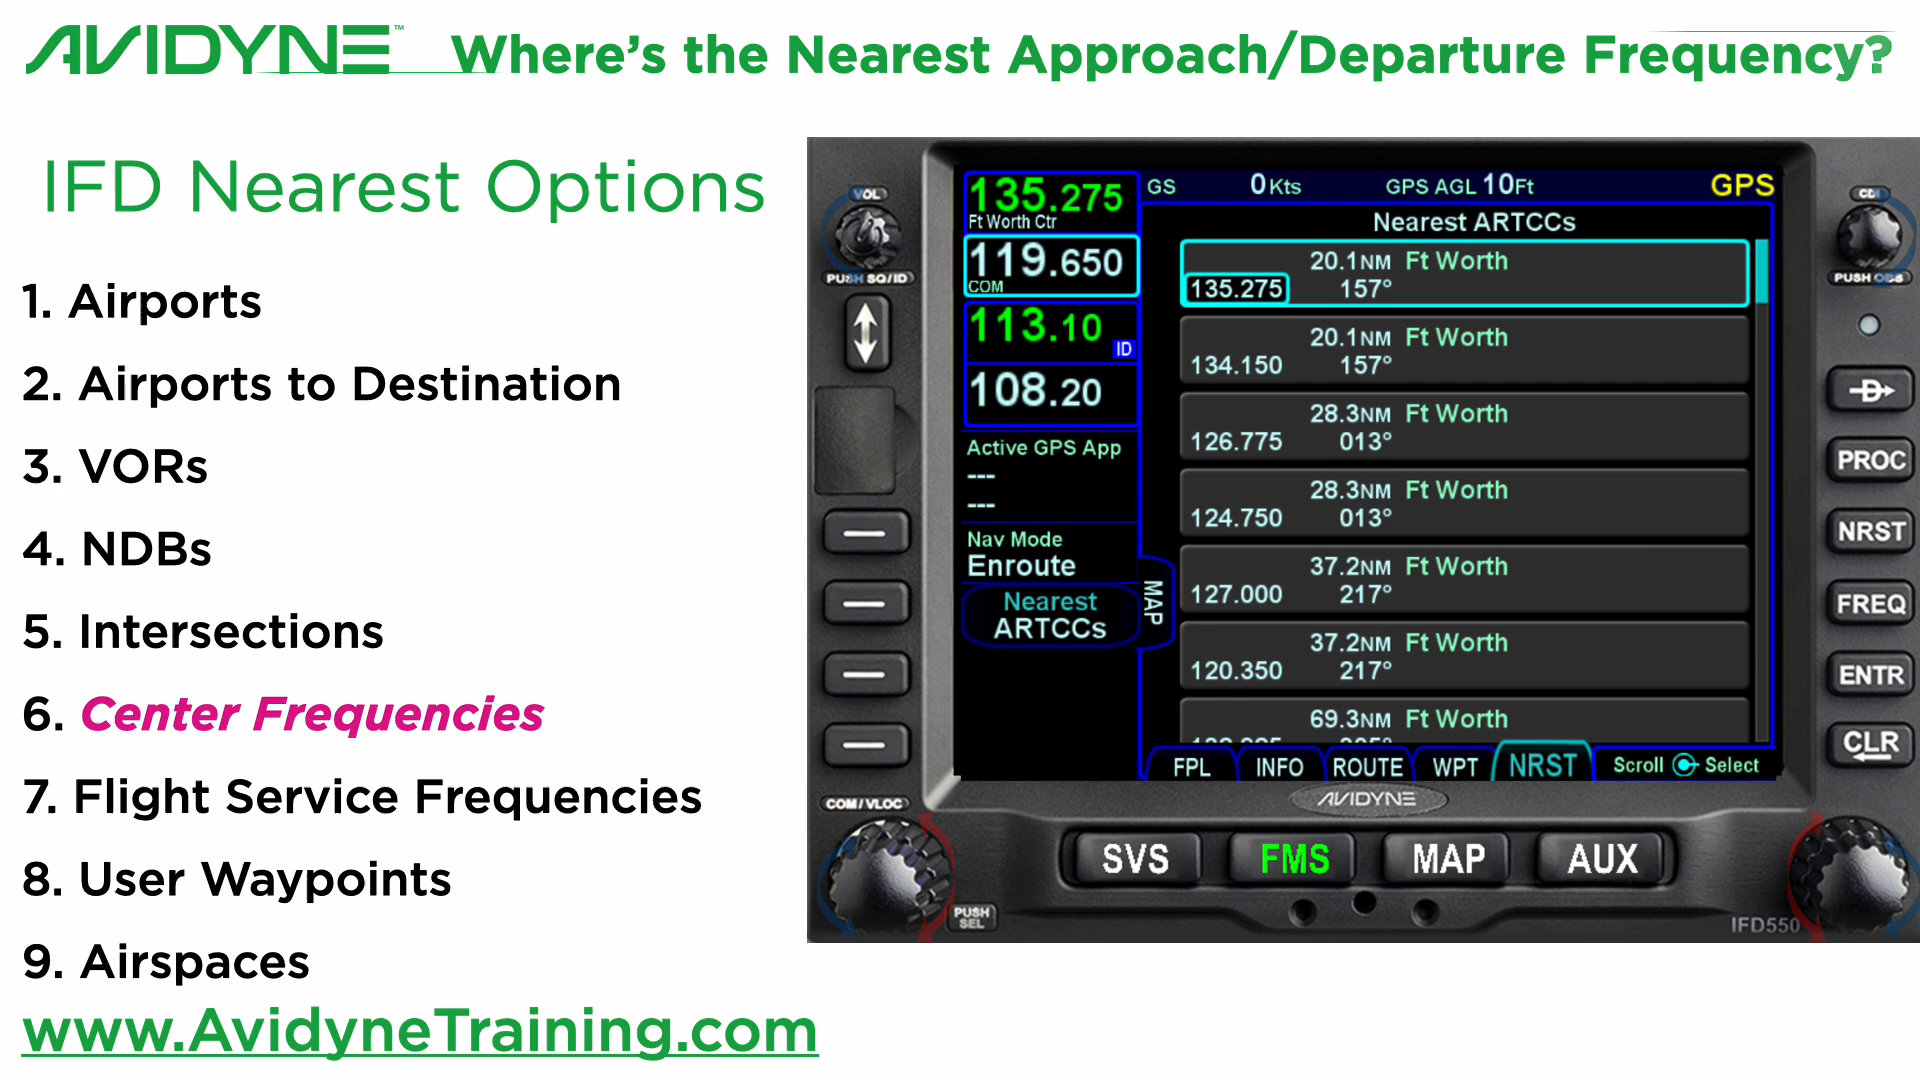 AVIDYNE™
Where's the Nearest Approach/Departure Frequency?
IFD Nearest Options
1. Airports
2. Airports to Destination
3. VORs
4. NDBs
5. Intersections
6. Center Frequencies
7. Flight Service Frequencies
8. User Waypoints
9. Airspaces
www.AvidyneTraining.com
VOL
PUSH SQ/ID
COM/VLOC
PUSH
SEL
135.275
Ft Worth Ctr
119.650
COM
113.10
ID
108.20
Active GPS App
---
---
Nav Mode
Enroute
Nearest
ARTCCs
MAP
GS 0Kts GPS AGL 10Ft GPS
Nearest ARTCCs
20.1NM Ft Worth
135.275 157°
20.1NM Ft Worth
134.150 157°
28.3NM Ft Worth
126.775 013°
28.3NM Ft Worth
124.750 013°
37.2NM Ft Worth
127.000 217°
37.2NM Ft Worth
120.350 217°
69.3NM Ft Worth
FPL INFO ROUTE WPT NRST Scroll Select
AVIDYNE
SVS FMS MAP AUX
CDI
PUSH OBS
D
PROC
NRST
FREQ
ENTR
CLR
IFD550